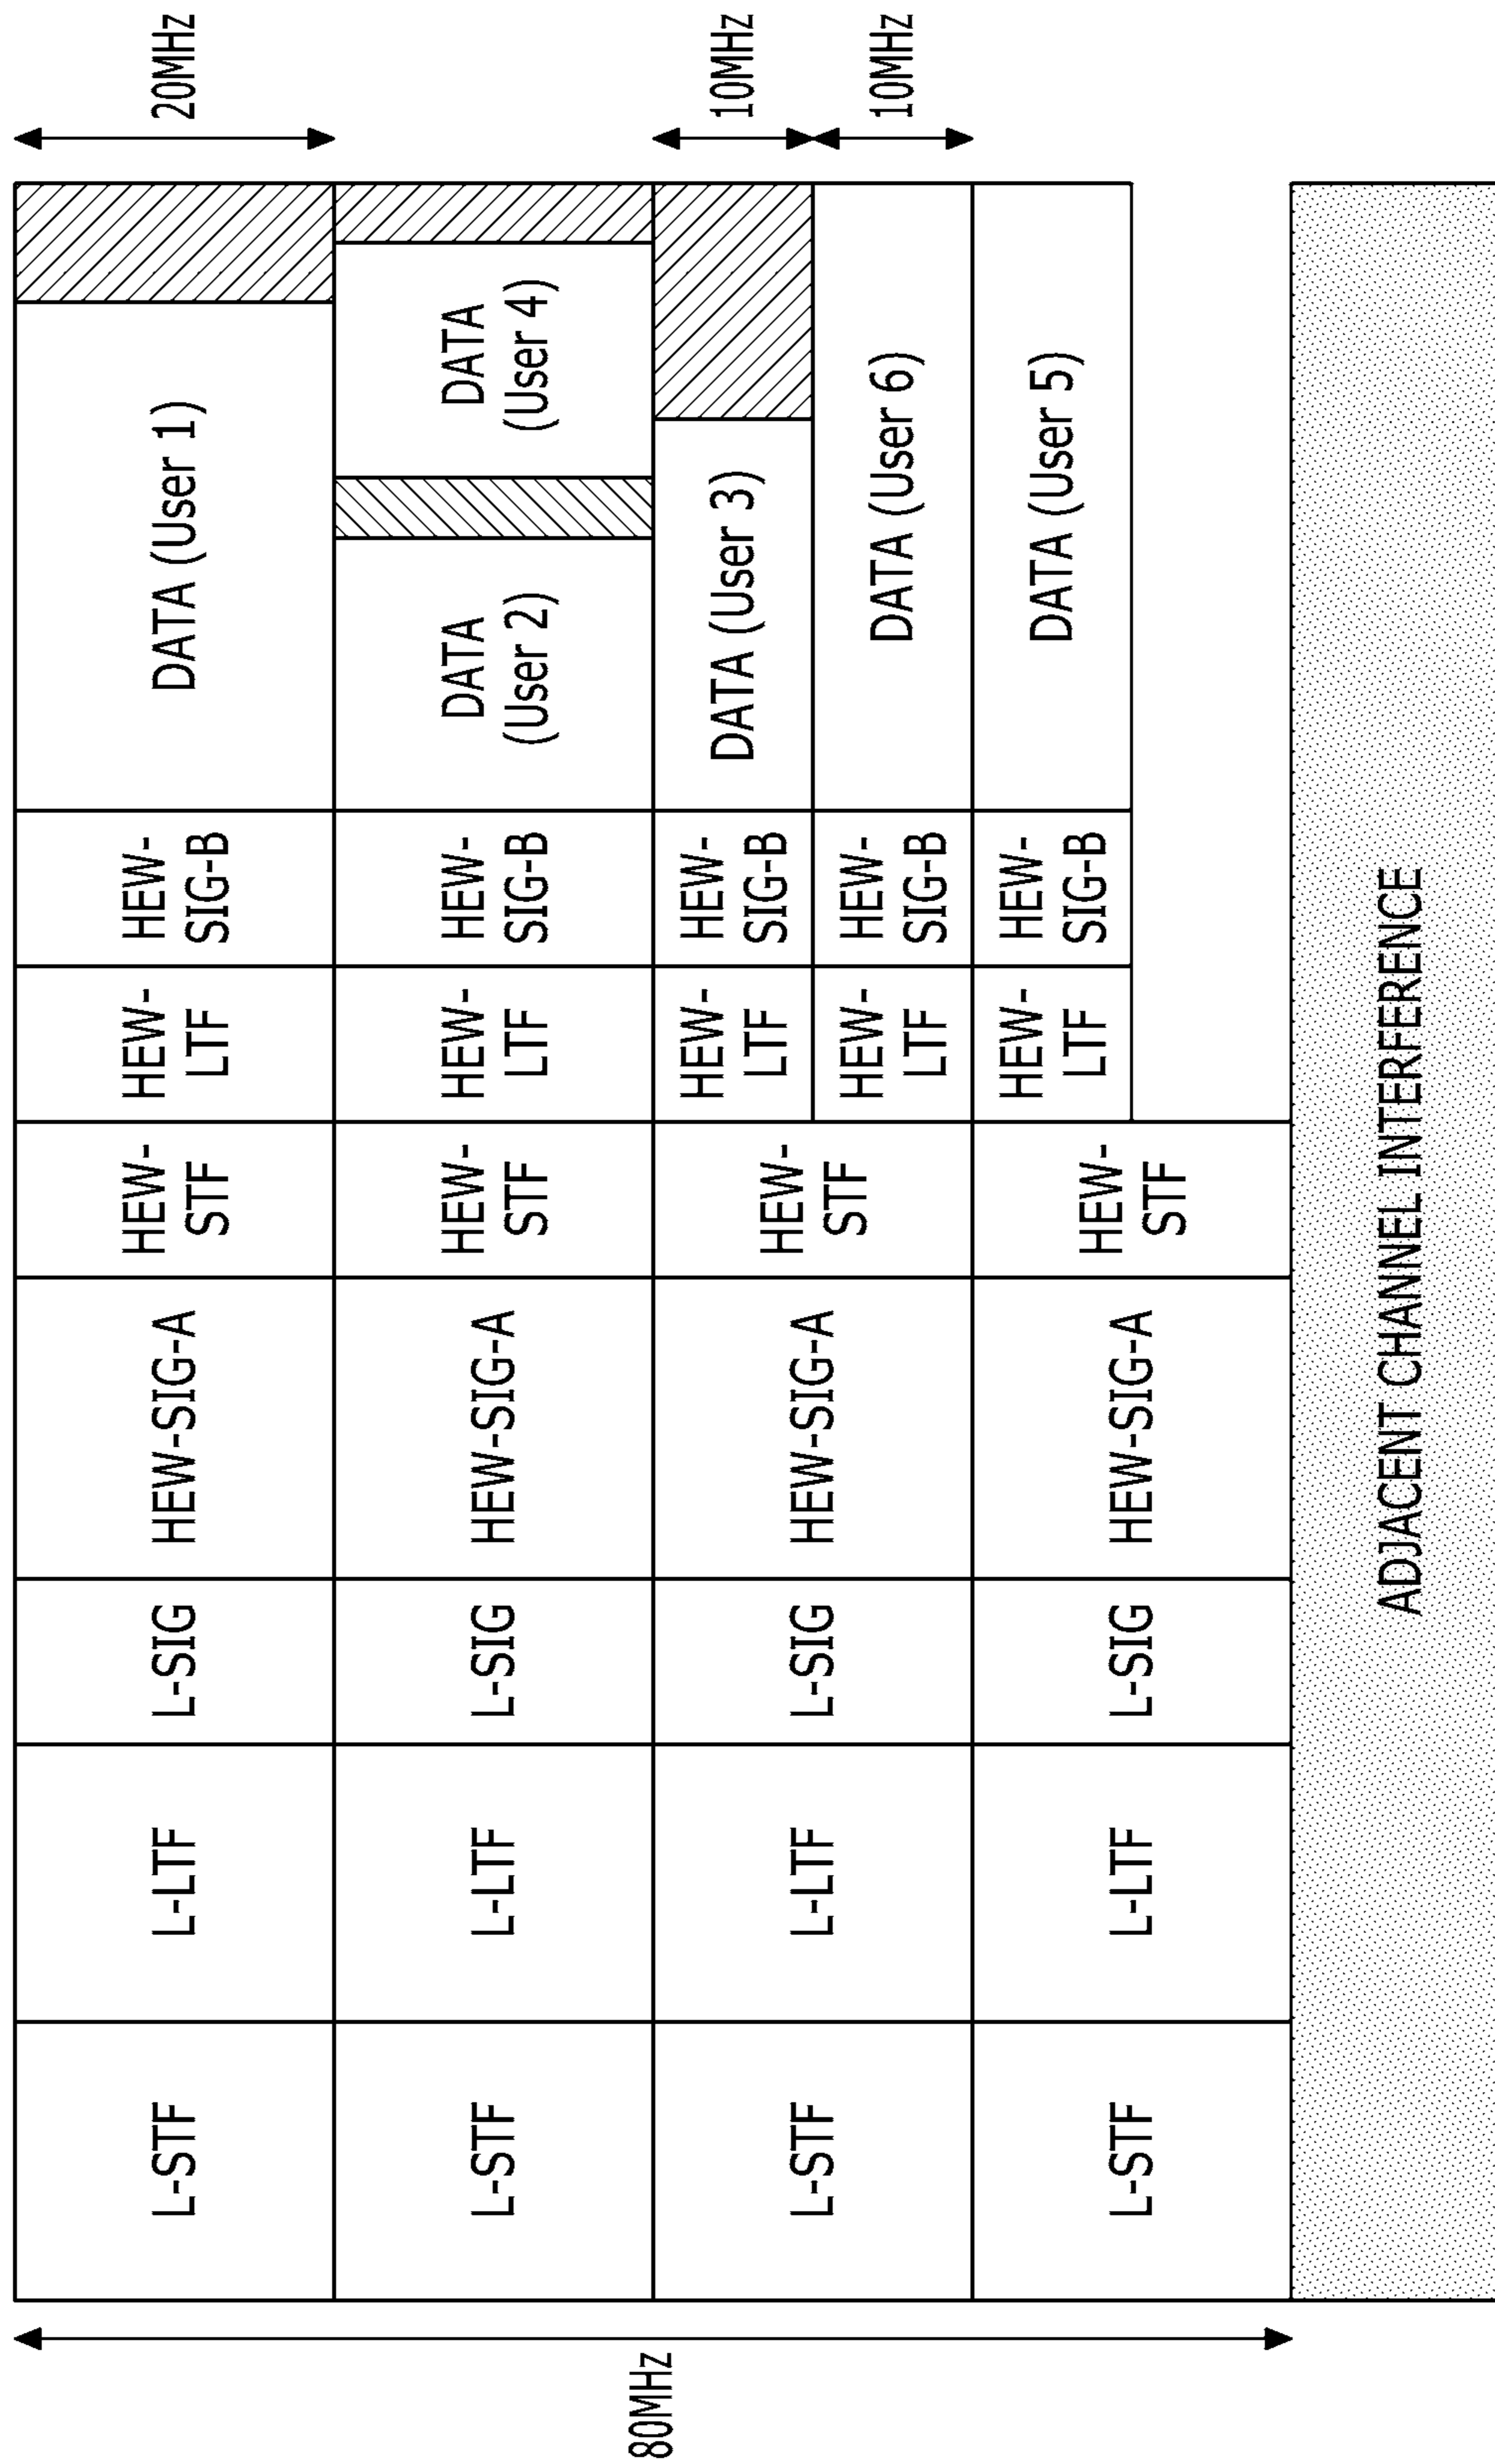 L-STF
L-LTF
L-SIG
HEW-SIG-A
HEW-
STF
HEW-
LTF
HEW-
SIG-B
DATA (User 1)
20MHz
80MHz
L-STF
L-LTF
L-SIG
HEW-SIG-A
HEW-
STF
HEW-
LTF
HEW-
SIG-B
DATA
(User 2)
DATA
(User 4)
L-STF
L-LTF
L-SIG
HEW-SIG-A
HEW-
STF
HEW-
LTF
HEW-
SIG-B
DATA (User 3)
10MHz
HEW-
LTF
HEW-
SIG-B
DATA (User 6)
10MHz
L-STF
L-LTF
L-SIG
HEW-SIG-A
HEW-
STF
HEW-
LTF
HEW-
SIG-B
DATA (User 5)
ADJACENT CHANNEL INTERFERENCE